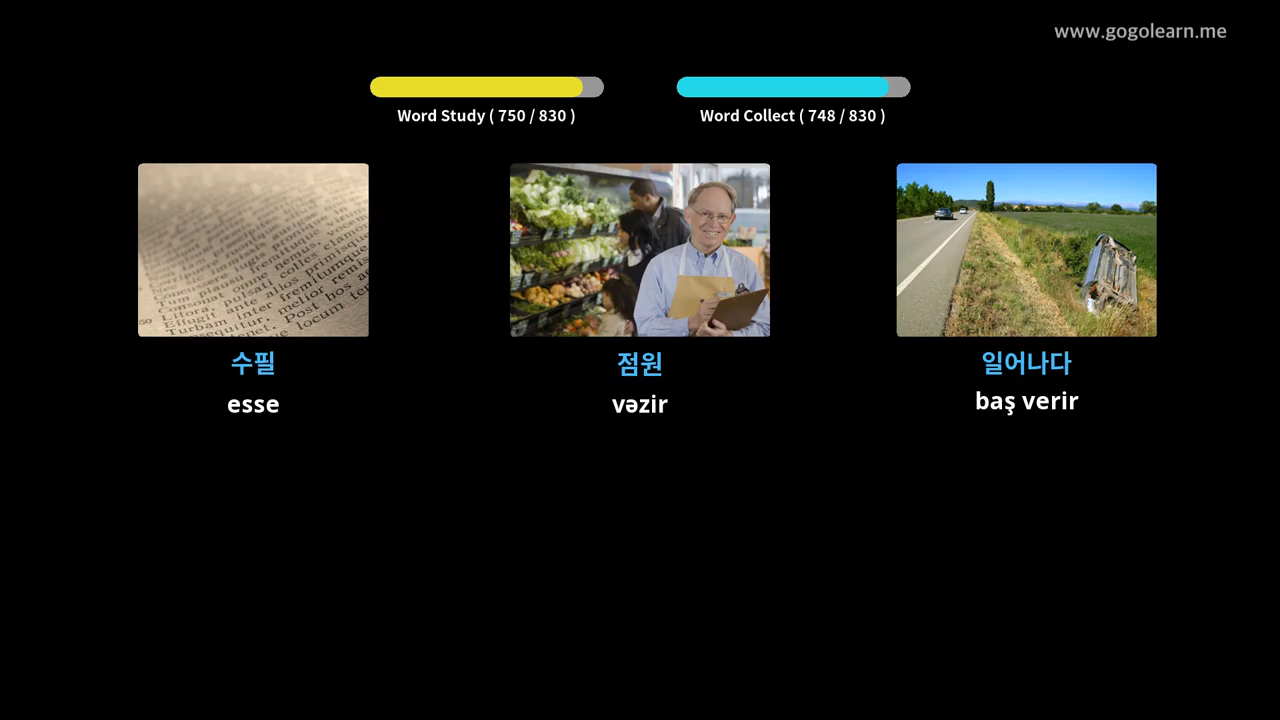 www.gogolearn.me
Word Study ( 750 / 830 )
Word Collect ( 748 / 830 )
수필
esse
점원
vəzir
일어나다
baş verir